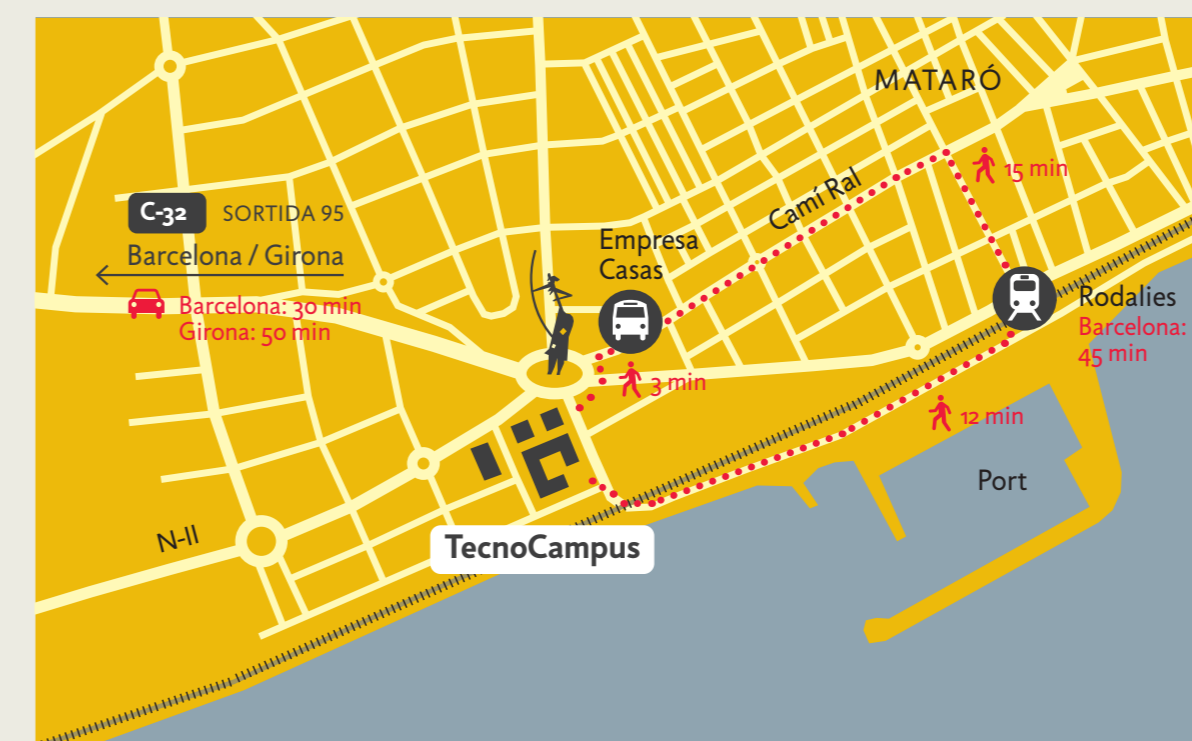 MATARÓ
15 min
Camí Ral
C-32 SORTIDA 95
Barcelona / Girona
Barcelona: 30 min
Girona: 50 min
Empresa
Casas
Rodalies
Barcelona:
45 min
3 min
12 min
Port
N-II
TecnoCampus